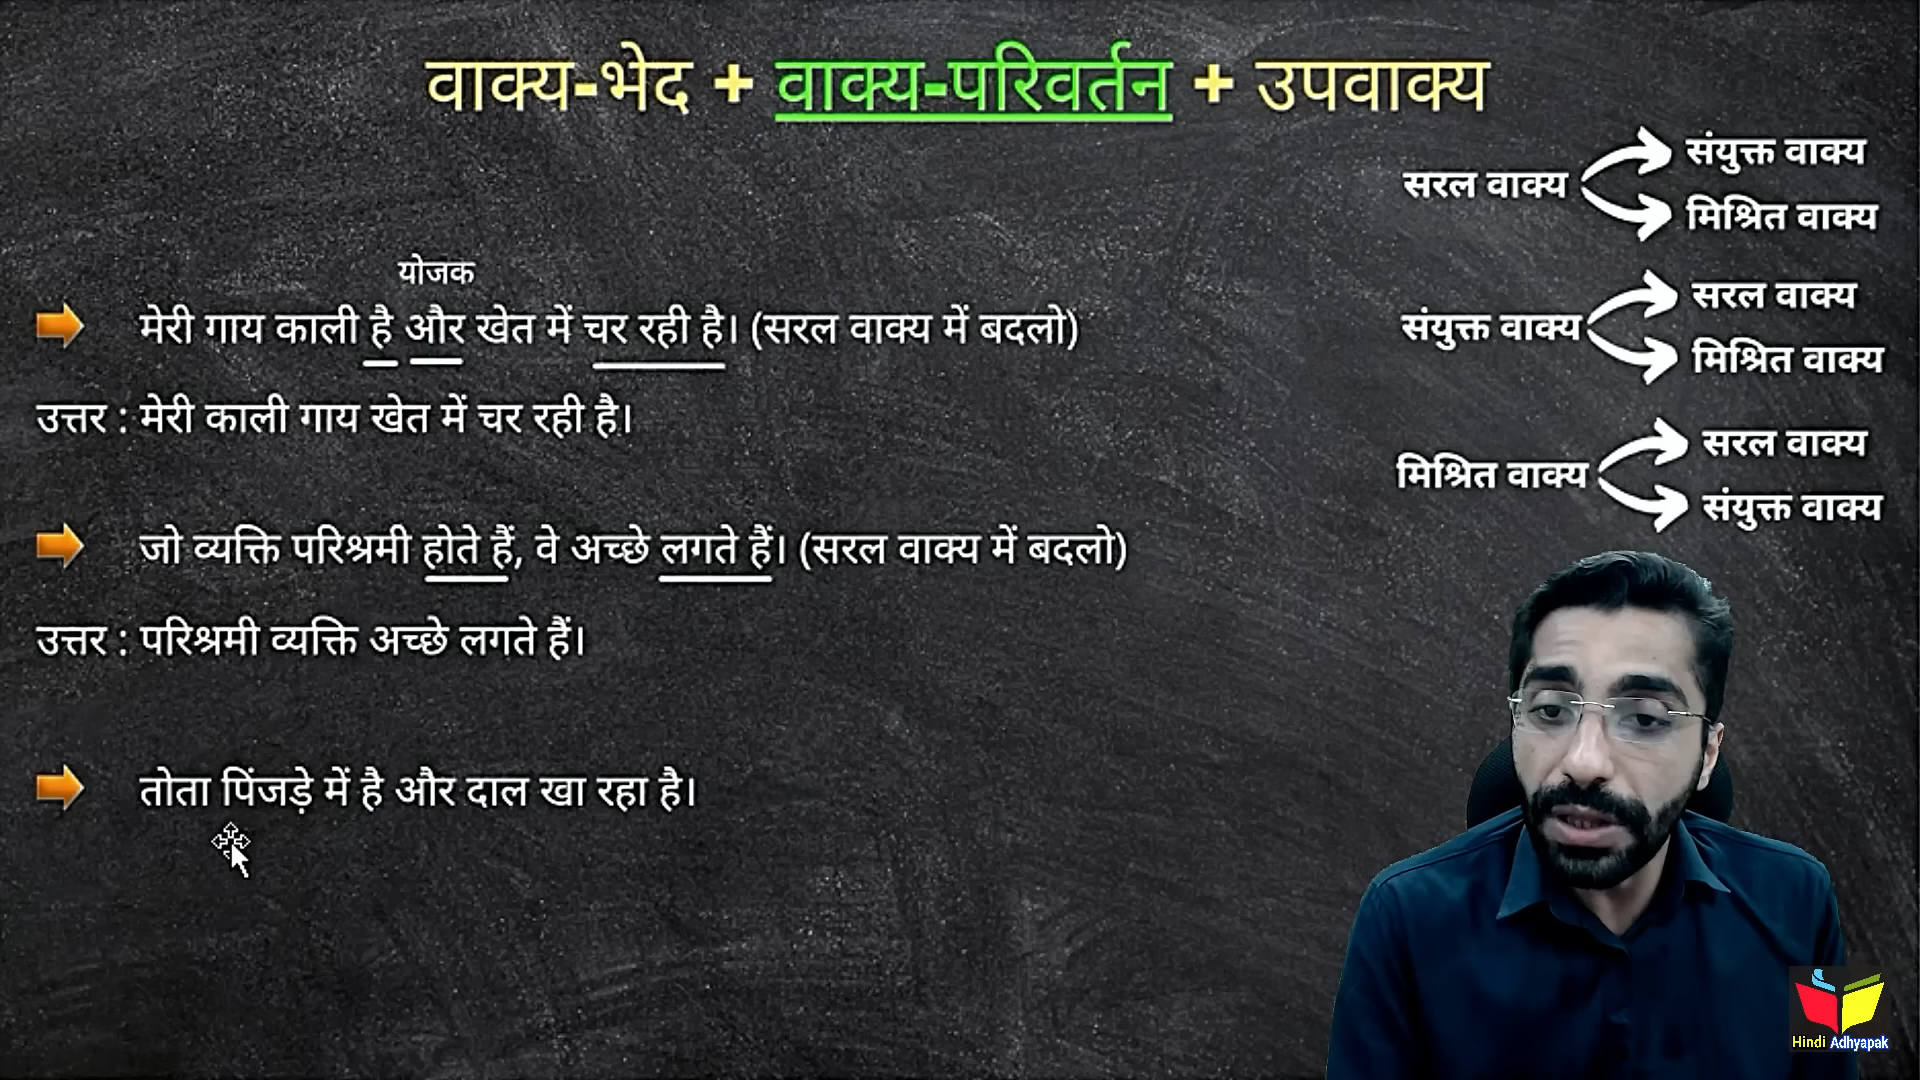 वाक्य-भेद + वाक्य-परिवर्तन + उपवाक्य
सरल वाक्य
संयुक्त वाक्य
मिश्रित वाक्य
संयुक्त वाक्य
सरल वाक्य
मिश्रित वाक्य
मिश्रित वाक्य
सरल वाक्य
संयुक्त वाक्य
योजक
मेरी गाय काली है और खेत में चर रही है। (सरल वाक्य में बदलो)
उत्तर : मेरी काली गाय खेत में चर रही है।
जो व्यक्ति परिश्रमी होते हैं, वे अच्छे लगते हैं। (सरल वाक्य में बदलो)
उत्तर : परिश्रमी व्यक्ति अच्छे लगते हैं।
तोता पिंजड़े में है और दाल खा रहा है।
Hindi Adhyapak